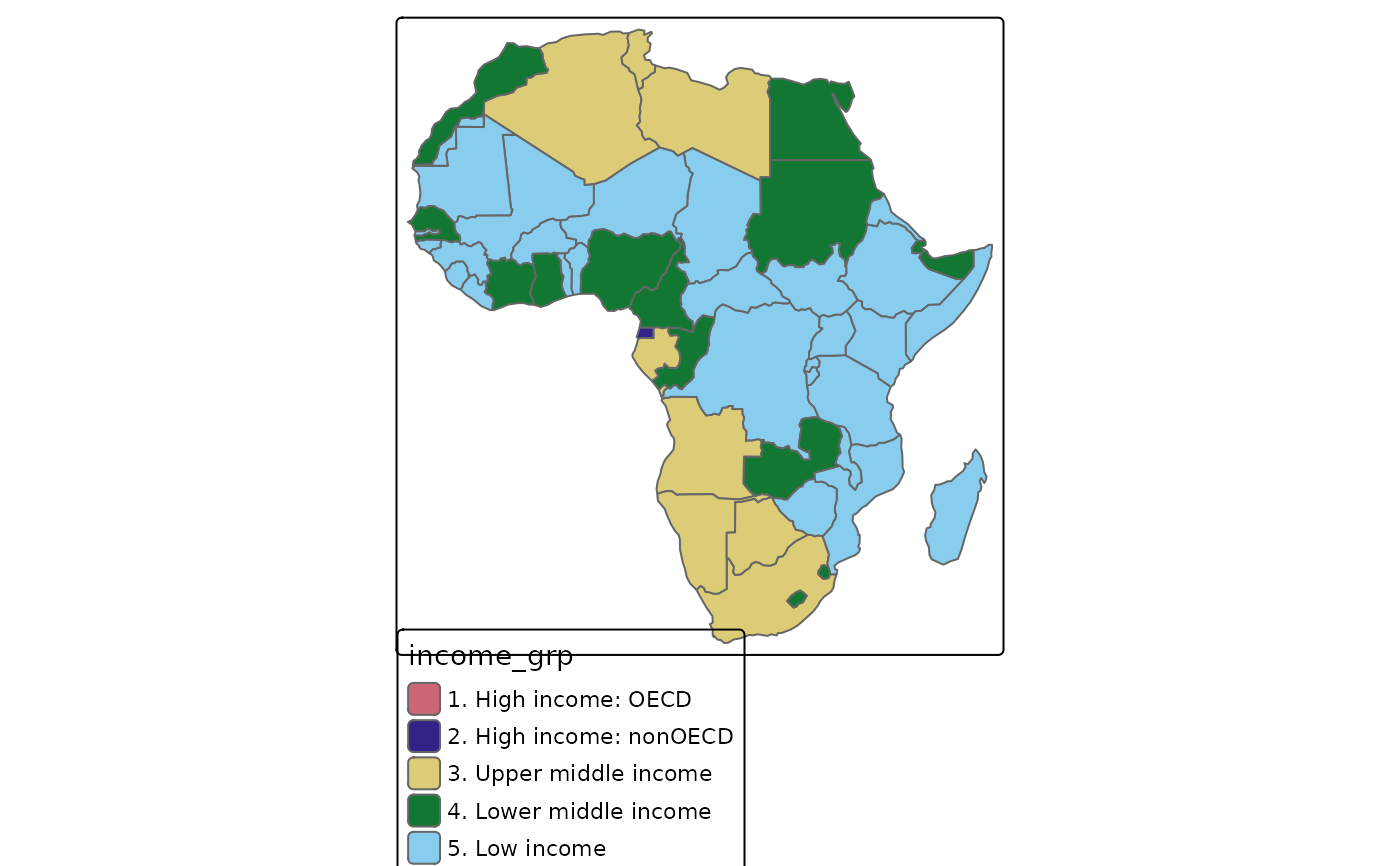 income_grp
1. High income: OECD
2. High income: nonOECD
3. Upper middle income
4. Lower middle income
5. Low income